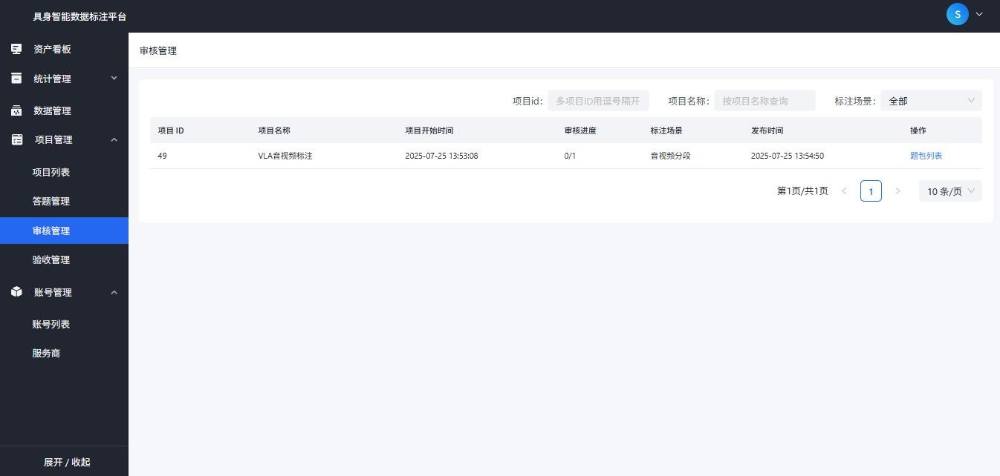 具身智能数据标注平台
S
资产看板
统计管理
数据管理
项目管理
项目列表
答题管理
审核管理
验收管理
账号管理
账号列表
服务商
展开 / 收起
审核管理
项目id: 多项目ID用逗号隔开 项目名称: 按项目名称查询 标注场景: 全部
项目 ID 项目名称 项目开始时间 审核进度 标注场景 发布时间 操作
49 VLA音视频标注 2025-07-25 13:53:08 0/1 音视频分段 2025-07-25 13:54:50 题包列表
第1页/共1页 < 1 > 10 条/页